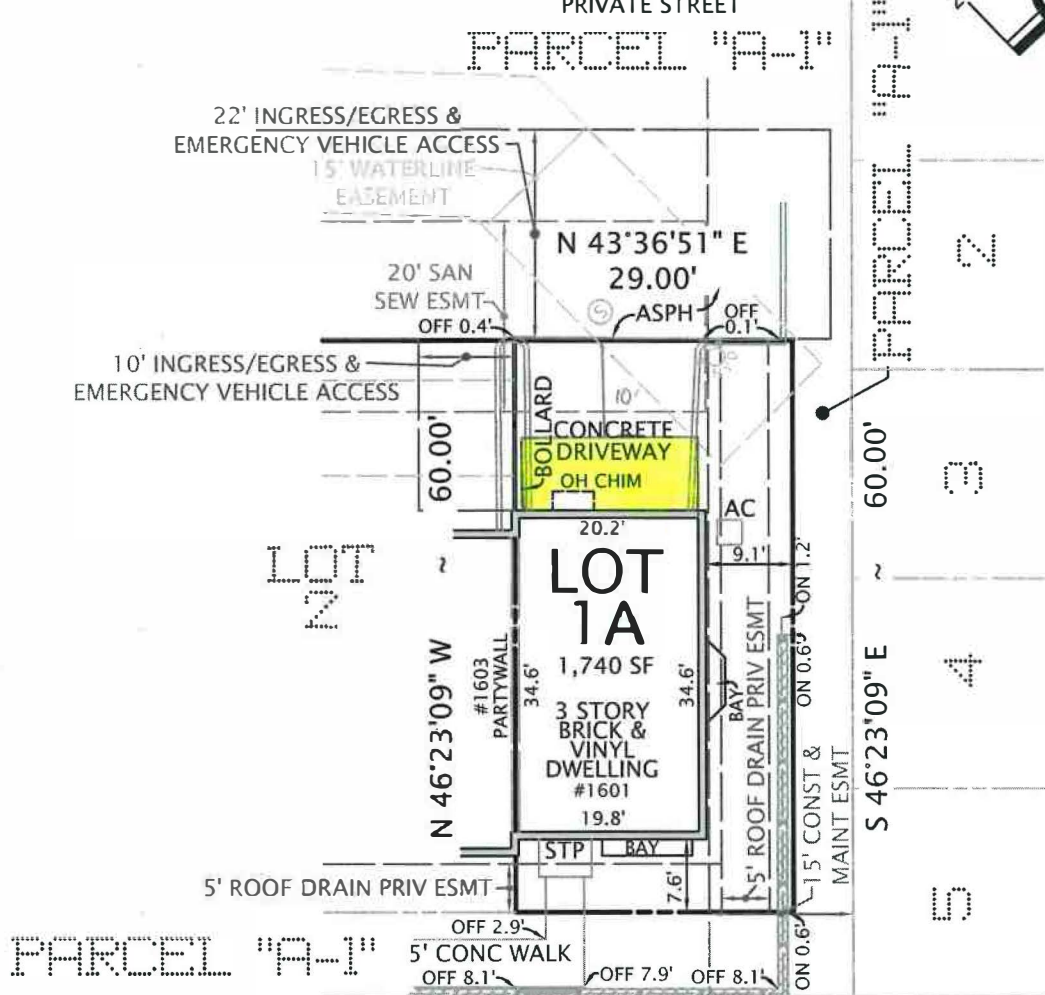 PRIVATE STREET
PARCEL "A-1"
PARCEL "A-1"
22' INGRESS/EGRESS &
EMERGENCY VEHICLE ACCESS
15' WATERLINE
EASEMENT
N 43°36'51" E
29.00'
20' SAN
SEW ESMT
OFF 0.4'
S
ASPH
OFF
0.1'
10' INGRESS/EGRESS &
EMERGENCY VEHICLE ACCESS
10'
60.00'
BOLLARD
CONCRETE
DRIVEWAY
OH CHIM
AC
20.2'
9.1'
LOT
2
LOT
1A
1,740 SF
3 STORY
BRICK &
VINYL
DWELLING
#1601
19.8'
34.6'
34.6'
#1603
PARTYWALL
N 46°23'09" W
~
BAY
5' ROOF DRAIN PRIV ESMT
ON 1.2'
ON 0.6'
60.00'
~
S 46°23'09" E
15' CONST &
MAINT ESMT
2
3
4
5
STP
BAY
7.6'
5' ROOF DRAIN PRIV ESMT
OFF 2.9'
5' CONC WALK
OFF 8.1'
OFF 7.9'
OFF 8.1'
ON 0.6'
PARCEL "A-1"